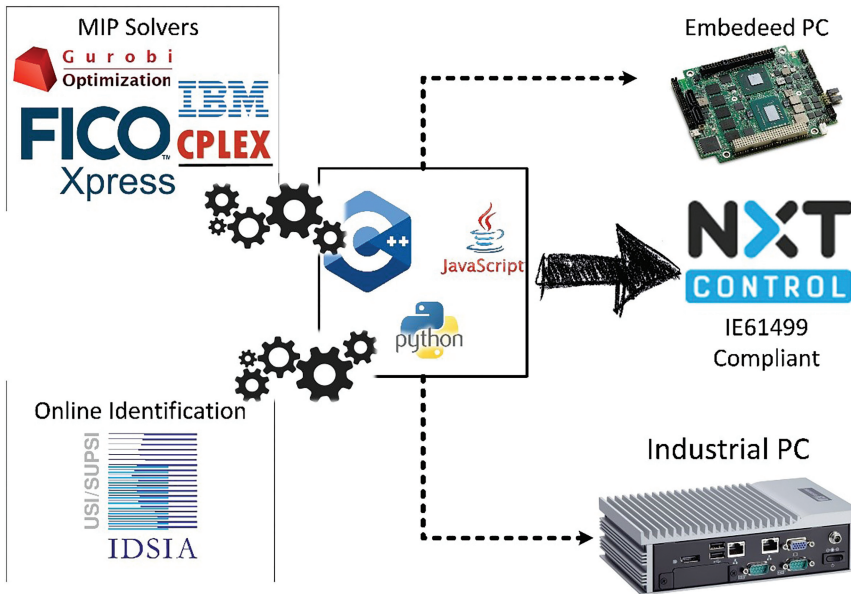 MIP Solvers
Gurobi
Optimization
IBM
CPLEX
FICO™
Xpress
C++
JavaScript
python
Embedeed PC
NXT
CONTROL
IE61499
Compliant
Online Identification
USI/SUPSI
IDSIA
Industrial PC